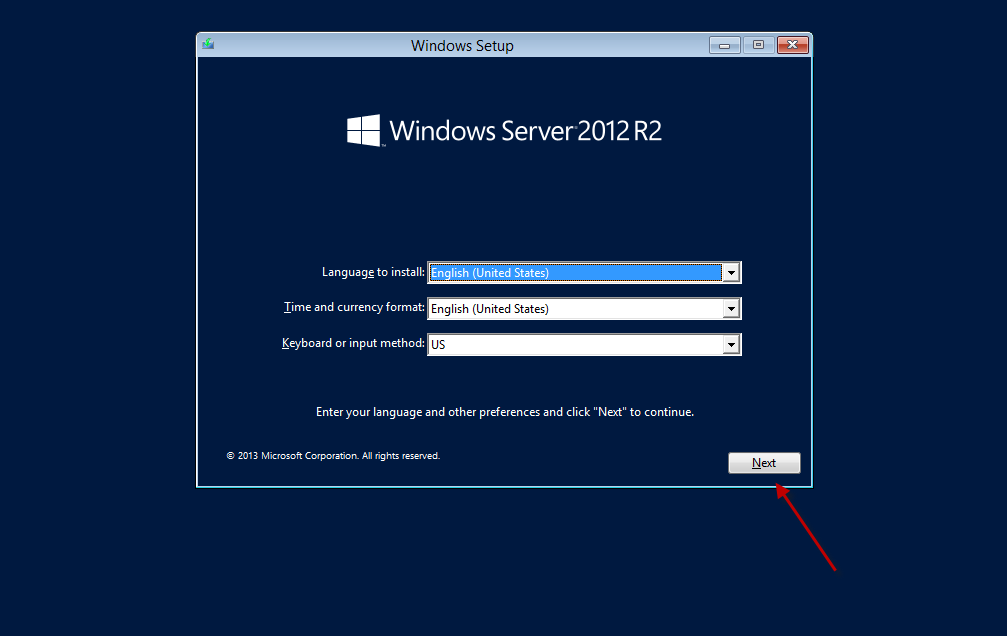 Windows Setup
Windows Server 2012 R2
Language to install: English (United States)
Time and currency format: English (United States)
Keyboard or input method: US
Enter your language and other preferences and click "Next" to continue.
© 2013 Microsoft Corporation. All rights reserved.
Next